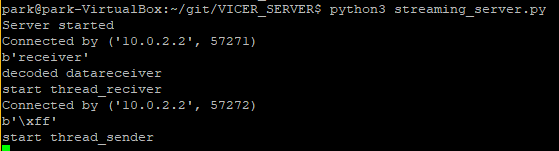 park@park-VirtualBox:~/git/VICER_SERVER$ python3 streaming_server.py
Server started
Connected by ('10.0.2.2', 57271)
b'receiver'
decoded datareceiver
start thread_reciver
Connected by ('10.0.2.2', 57272)
b'\xff'
start thread_sender